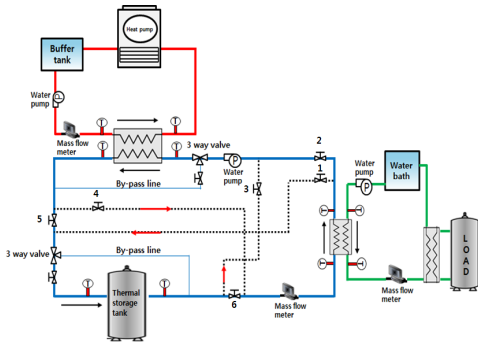 Heat pump
Buffer
tank
Water
pump
T
T
Mass flow
meter
T
T
3 way valve
P
Water
pump
2
1
3
By-pass line
4
5
3 way valve
By-pass line
T
T
Thermal
storage
tank
6
Mass flow
meter
Water
pump
P
Water
bath
T
T
T
T
Mass flow
meter
L
O
A
D